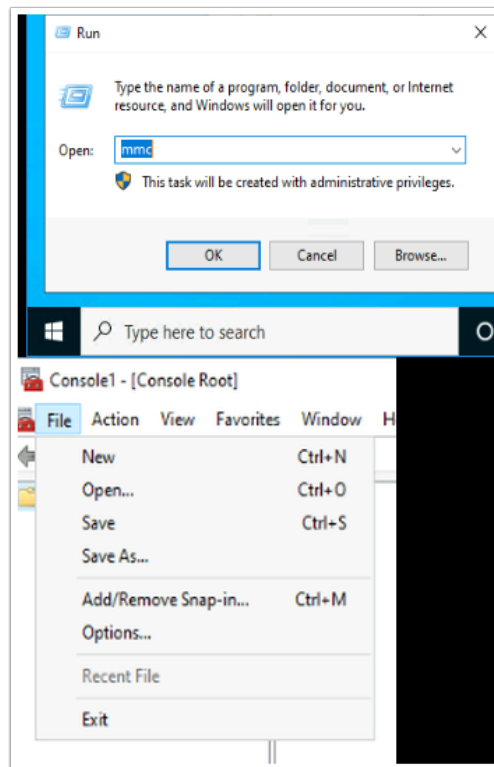 Run
Type the name of a program, folder, document, or Internet
resource, and Windows will open it for you.
Open: mmc
This task will be created with administrative privileges.
OK Cancel Browse...
Type here to search
Console1 - [Console Root]
File Action View Favorites Window
New Ctrl+N
Open... Ctrl+O
Save Ctrl+S
Save As...
Add/Remove Snap-in... Ctrl+M
Options...
Recent File
Exit